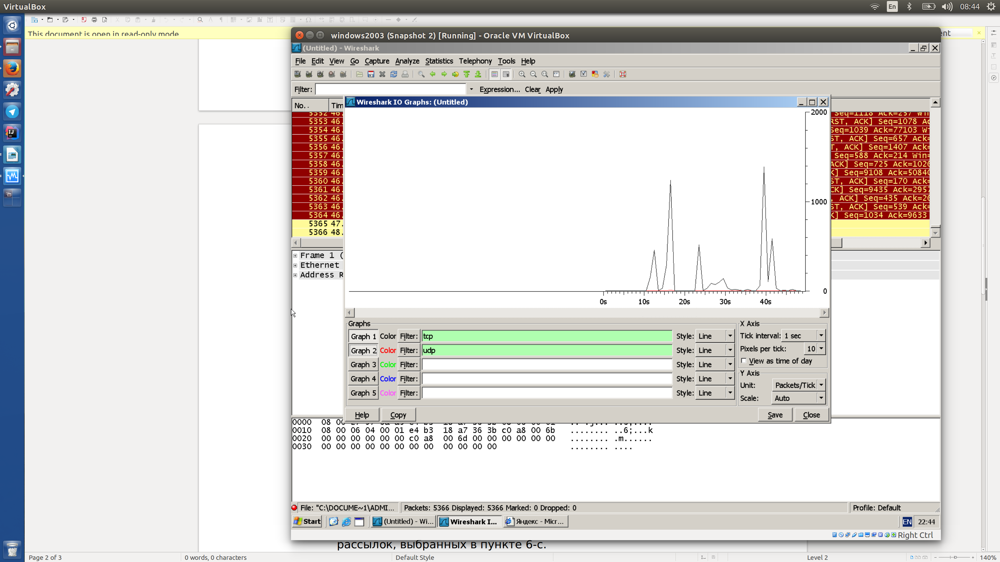 VirtualBox
En
08:44
This document is open in read-only mode
ent
windows2003 (Snapshot 2) [Running] - Oracle VM VirtualBox
(Untitled) - Wireshark
File Edit View Go Capture Analyze Statistics Telephony Tools Help
Filter: Expression... Clear Apply
No. Tim
Wireshark IO Graphs: (Untitled)
5352 46. Seq=1118 Ack=257 Win
5353 46. RST, ACK] Seq=1078 Ac
5354 46. Seq=1039 Ack=77103 W
5355 46. ST, ACK] Seq=657 Ack=
5356 46. T, ACK] Seq=1407 Ack=
5357 46. Seq=588 Ack=214 Win=
5358 46. ACK] Seq=725 Ack=1026
5359 46. K] Seq=9108 Ack=50840
5360 46. ST, ACK] Seq=170 Ack=
5361 46. CK] Seq=9435 Ack=2957
5362 46. , ACK] Seq=435 Ack=26
5363 46. ST, ACK] Seq=539 Ack=
5364 46. K] Seq=1034 Ack=9633
5365 47.
5366 48.
2000
1000
0
0s 10s 20s 30s 40s
Frame 1 (
Ethernet
Address R
Graphs
Graph 1 Color Filter: tcp Style: Line
Graph 2 Color Filter: udp Style: Line
Graph 3 Color Filter: Style: Line
Graph 4 Color Filter: Style: Line
Graph 5 Color Filter: Style: Line
X Axis
Tick interval: 1 sec
Pixels per tick: 10
View as time of day
Y Axis
Unit: Packets/Tick
Scale: Auto
Help Copy Save Close
0000 08 00
0010 08 00 06 04 00 01 e4 b3 18 a7 36 3b c0 a8 00 6b ........ ..6;...k
0020 00 00 00 00 00 00 c0 a8 00 6d 00 00 00 00 00 00 ........ .m......
0030 00 00 00 00 00 00 00 00 00 00 00 00 ........ ....
File: "C:\DOCUME~1\ADMI... Packets: 5366 Displayed: 5366 Marked: 0 Dropped: 0 Profile: Default
Start (Untitled) - Wi... Wireshark I... Яндекс - Micr... EN 22:44
Right Ctrl
рассылок, выбранных в пункте 6-с.
Page 2 of 3 0 words, 0 characters Default Style Level 2 140%